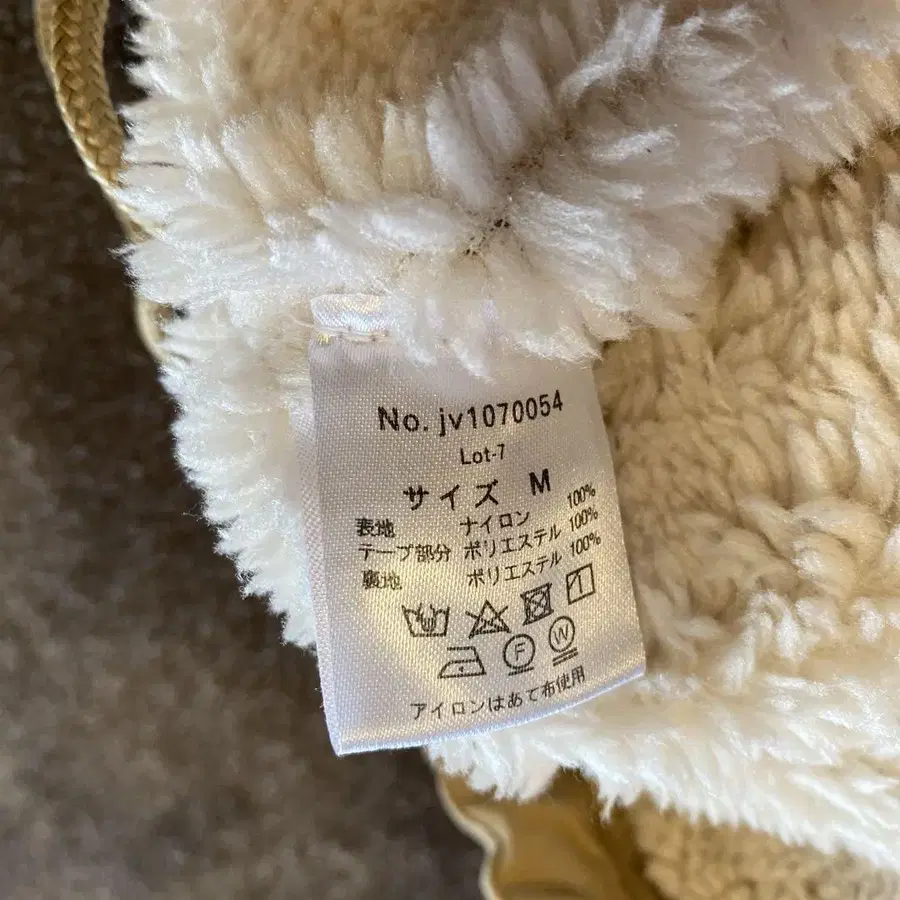 No. jv1070054
Lot-7
サイズ M
表地 ナイロン 100%
テープ部分 ポリエステル 100%
裏地 ポリエステル 100%
F W
アイロンはあて布使用